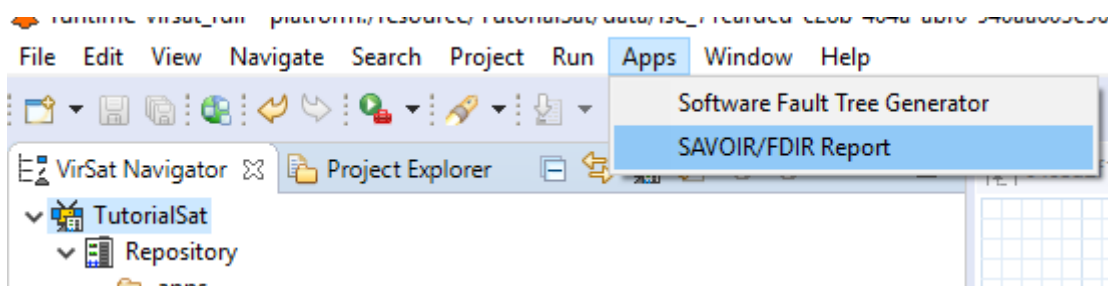 File Edit View Navigate Search Project Run Apps Window Help
Software Fault Tree Generator
SAVOIR/FDIR Report
VirSat Navigator Project Explorer
TutorialSat
Repository